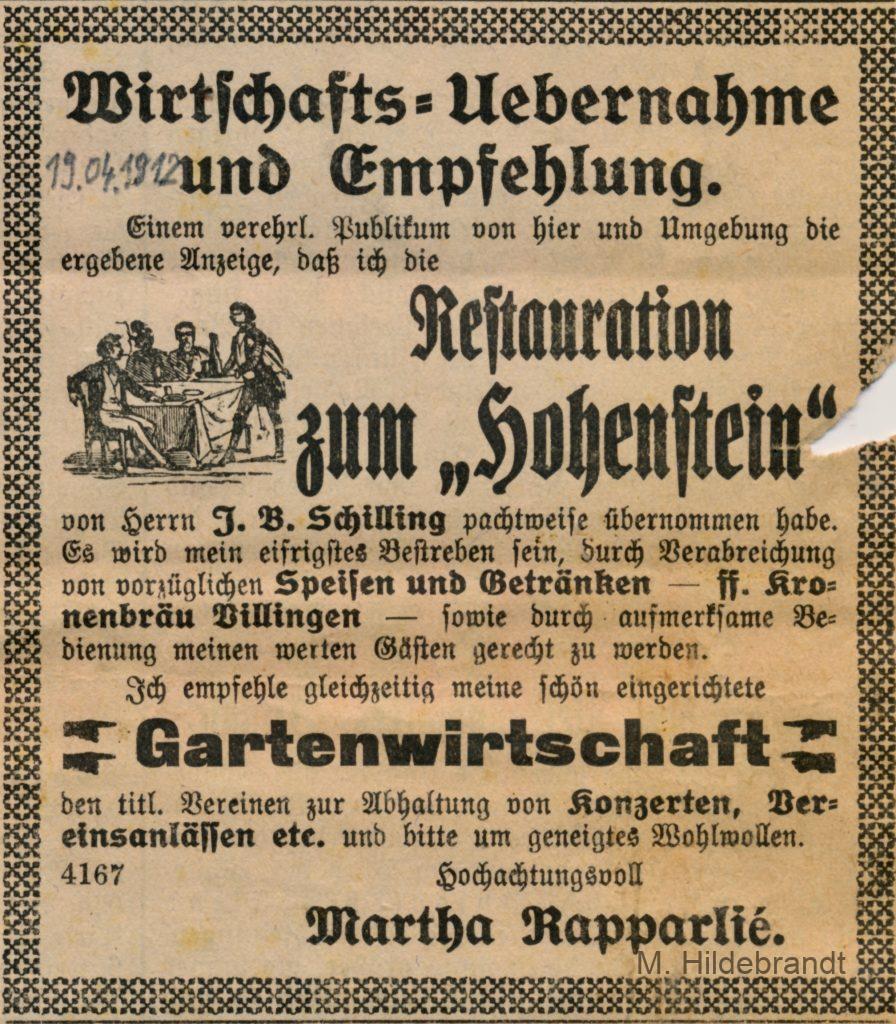 Wirtschafts=Uebernahme
und Empfehlung.
19.04.1912
Einem verehrl. Publikum von hier und Umgebung die
ergebene Anzeige, daß ich die
Restauration
zum „Hohenstein“
von Herrn J. B. Schilling pachtweise übernommen habe.
Es wird mein eifrigstes Bestreben sein, durch Verabreichung
von vorzüglichen Speisen und Getränken — ff. Kro=
nenbräu Villingen — sowie durch aufmerksame Be=
dienung meinen werten Gästen gerecht zu werden.
Ich empfehle gleichzeitig meine schön eingerichtete
Gartenwirtschaft
den titl. Vereinen zur Abhaltung von Konzerten, Ver=
einsanlässen etc. und bitte um geneigtes Wohlwollen.
4167 Hochachtungsvoll
Martha Rapparlié.
M. Hildebrandt